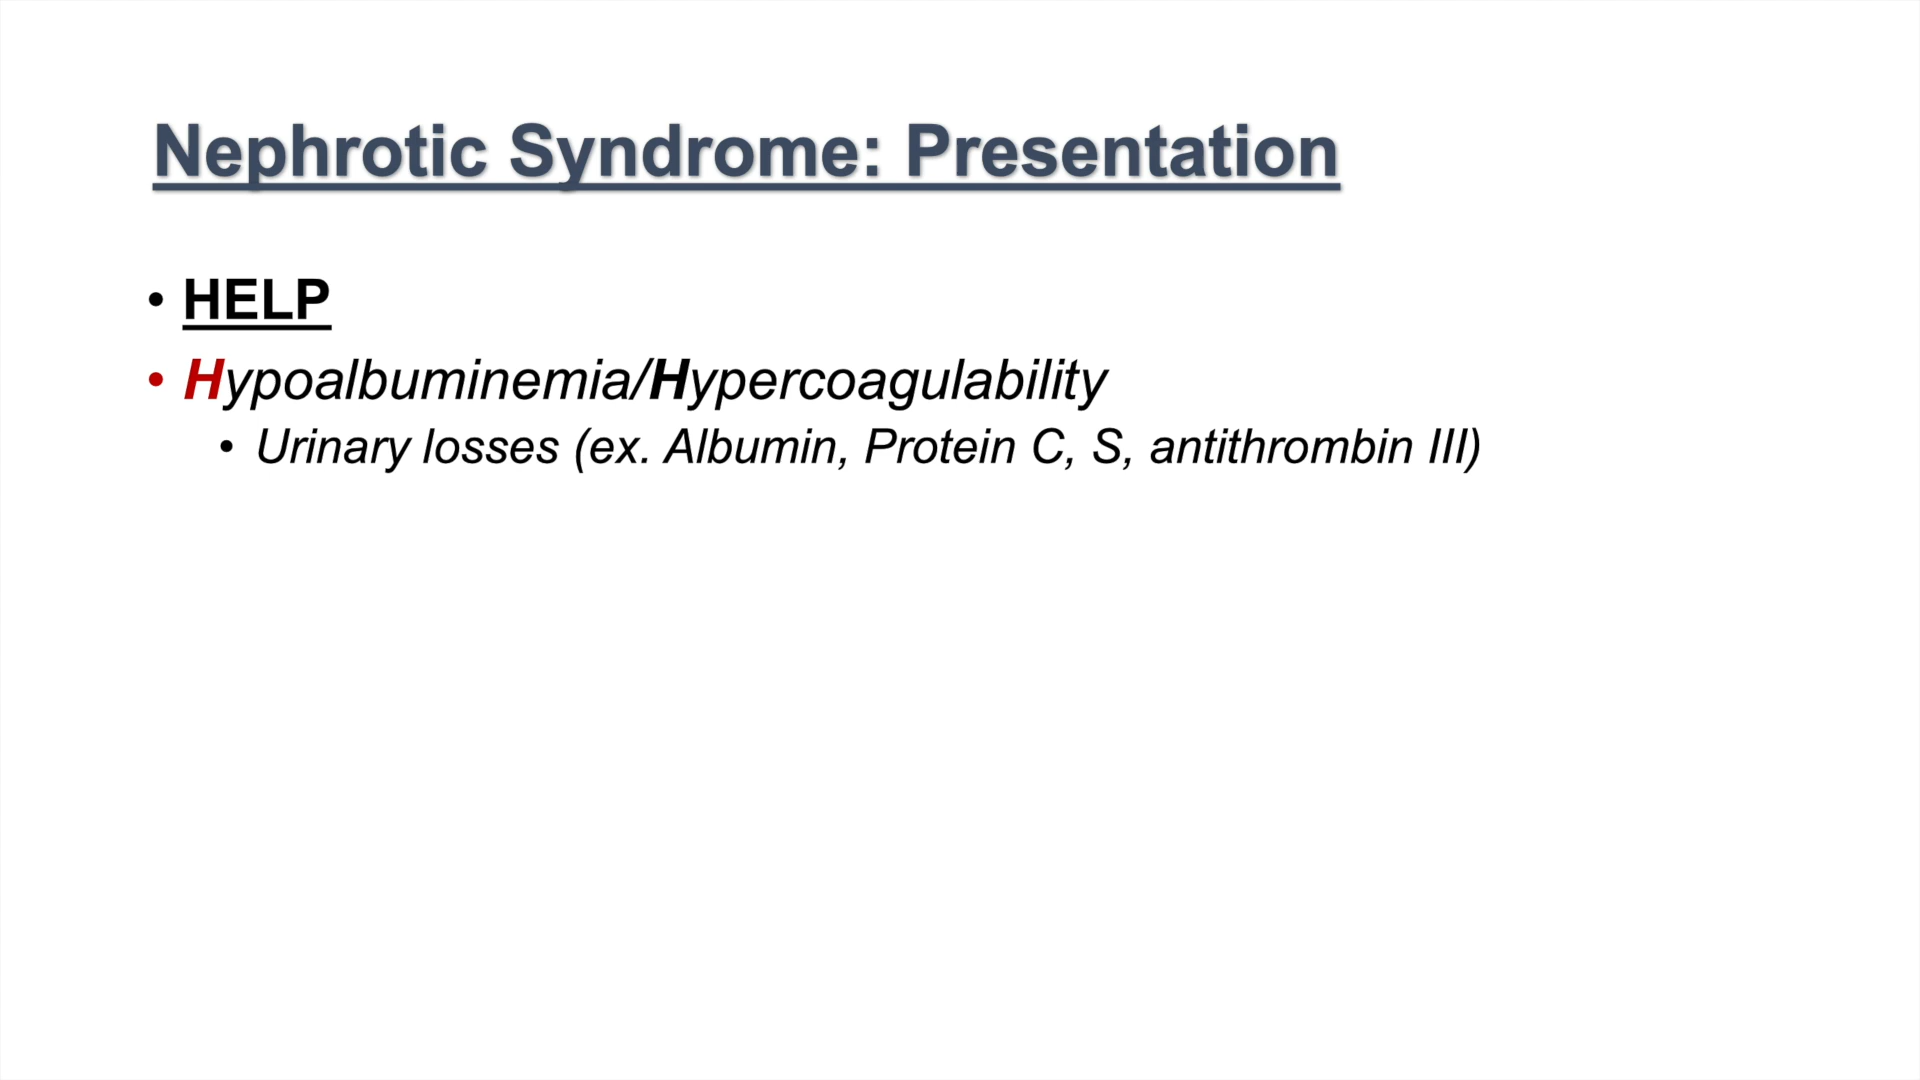 Nephrotic Syndrome: Presentation
• HELP
• Hypoalbuminemia/Hypercoagulability
• Urinary losses (ex. Albumin, Protein C, S, antithrombin III)